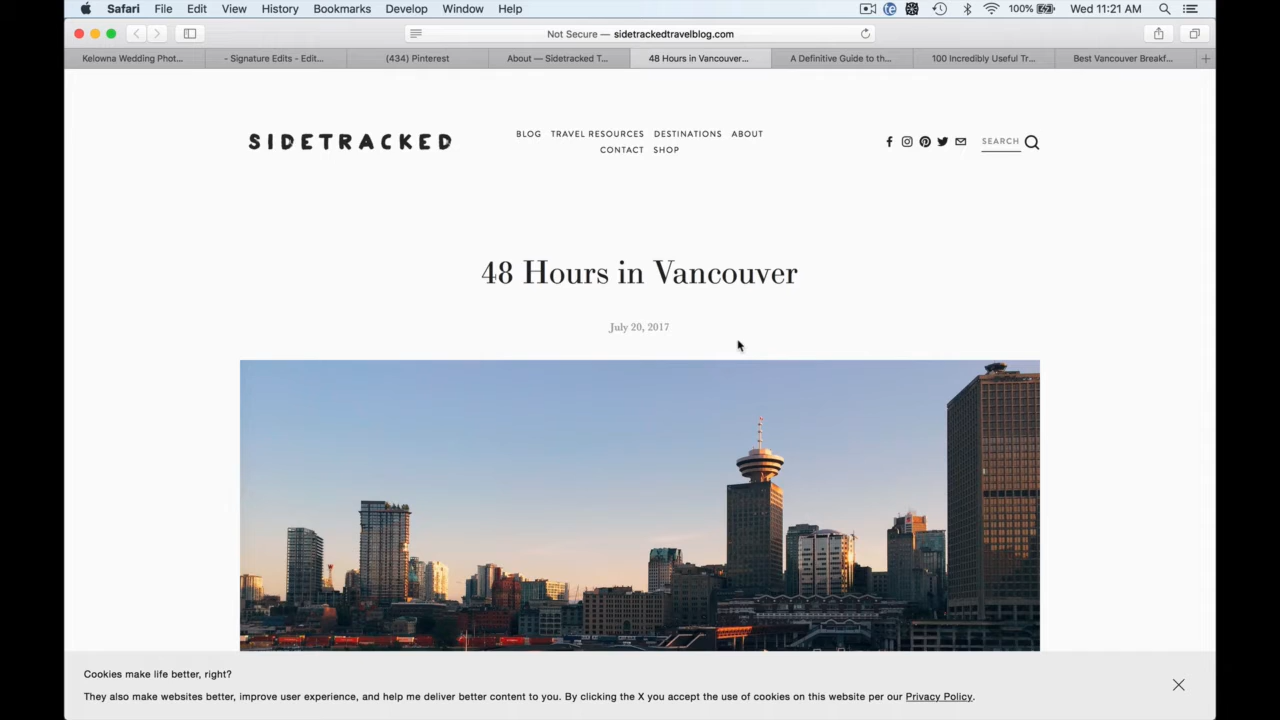 Safari File Edit View History Bookmarks Develop Window Help 100% Wed 11:21 AM
Not Secure — sidetrackedtravelblog.com
Kelowna Wedding Phot... - Signature Edits - Edit... (434) Pinterest About — Sidetracked T... 48 Hours in Vancouver... A Definitive Guide to th... 100 Incredibly Useful Tr... Best Vancouver Breakf...
SIDETRACKED
BLOG TRAVEL RESOURCES DESTINATIONS ABOUT
CONTACT SHOP
SEARCH
48 Hours in Vancouver
July 20, 2017
Cookies make life better, right?
They also make websites better, improve user experience, and help me deliver better content to you. By clicking the X you accept the use of cookies on this website per our Privacy Policy.